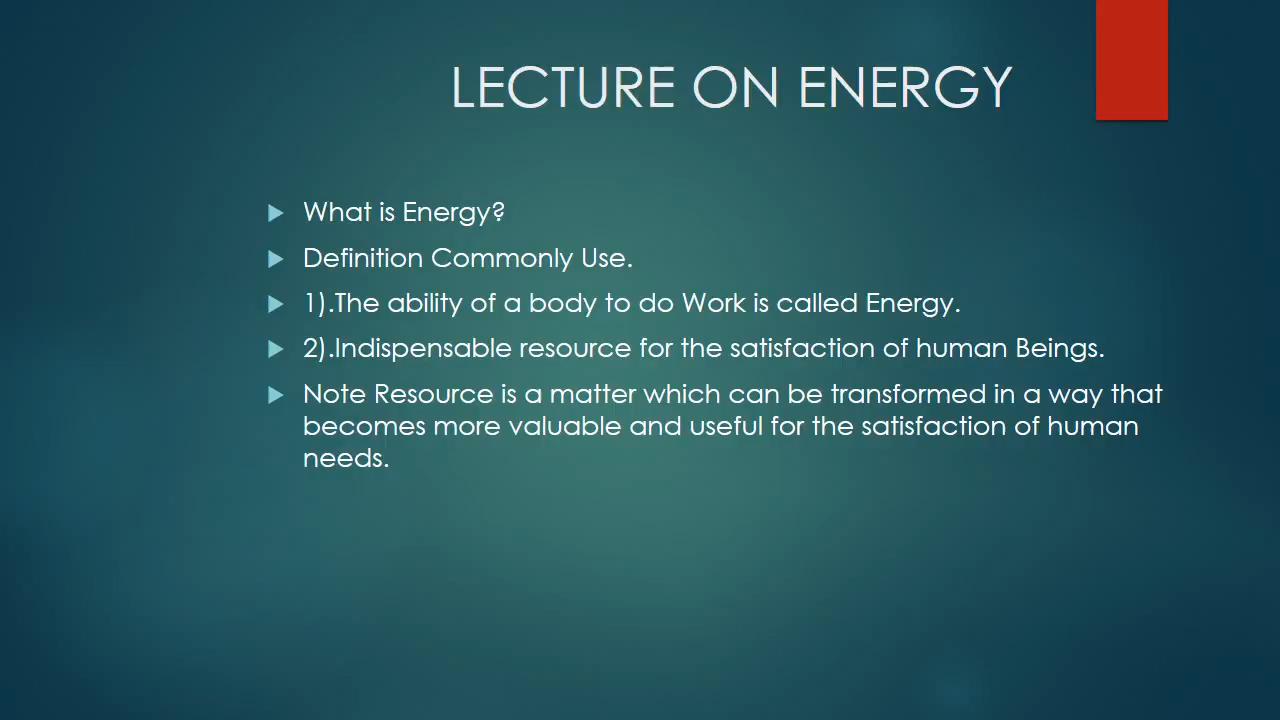 LECTURE ON ENERGY
What is Energy?
Definition Commonly Use.
1).The ability of a body to do Work is called Energy.
2).Indispensable resource for the satisfaction of human Beings.
Note Resource is a matter which can be transformed in a way that
becomes more valuable and useful for the satisfaction of human
needs.